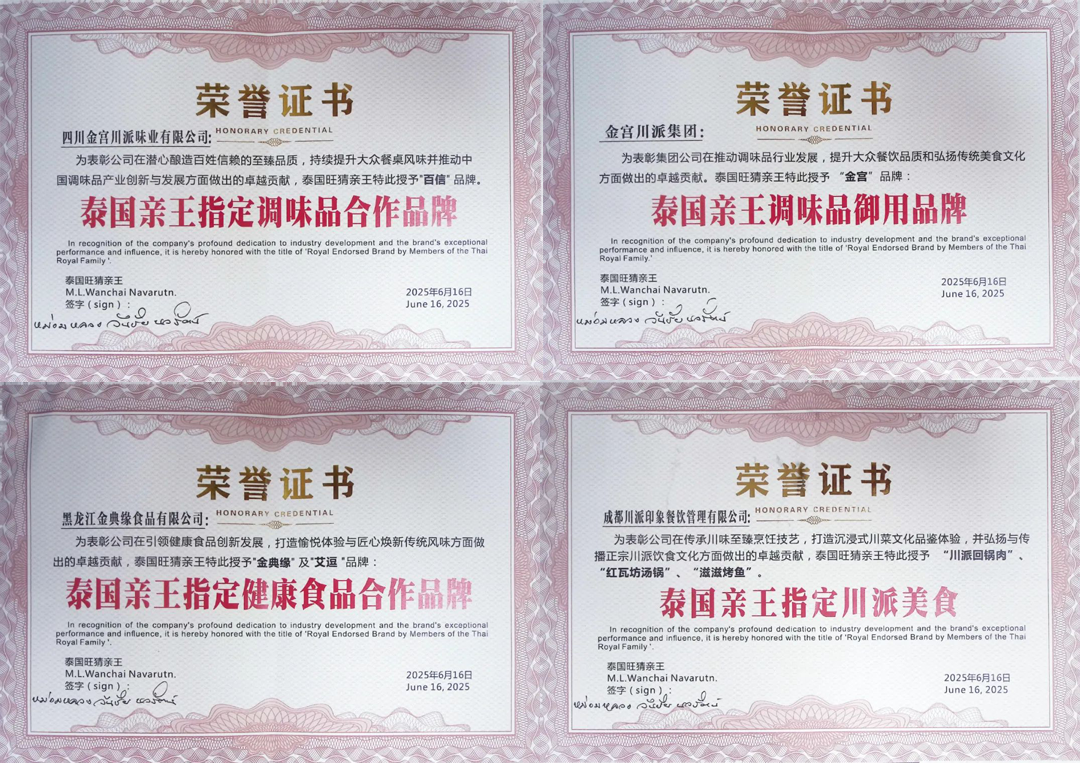 荣誉证书
HONORARY CREDENTIAL
四川金宫川派味业有限公司:
为表彰公司在潜心酿造百姓信赖的至臻品质，持续提升大众餐桌风味并推动中
国调味品产业创新与发展方面做出的卓越贡献，泰国旺猜亲王特此授予"百信" 品牌。
泰国亲王指定调味品合作品牌
In recognition of the company's profound dedication to industry development and the brand's exceptional
performance and influence, it is hereby honored with the title of 'Royal Endorsed Brand by Members of the Thai
Royal Family '.
泰国旺猜亲王
M.L.Wanchai Navarutn.
签字 ( sign ) :
2025年6月16日
June 16, 2025
荣誉证书
HONORARY CREDENTIAL
金宫川派集团:
为表彰集团公司在推动调味品行业发展，提升大众餐饮品质和弘扬传统美食文化
方面做出的卓越贡献。泰国旺猜亲王特此授予 “金宫” 品牌：
泰国亲王调味品御用品牌
In recognition of the company's profound dedication to industry development and the brand's exceptional
performance and influence, it is hereby honored with the title of 'Royal Endorsed Brand by Members of the Thai
Royal Family.'
泰国旺猜亲王
M.L.Wanchai Navarutn.
签字 ( sign ) :
2025年6月16日
June 16, 2025
荣誉证书
HONORARY CREDENTIAL
黑龙江金典缘食品有限公司:
为表彰公司在引领健康食品创新发展，打造愉悦体验与匠心焕新传统风味方面做
出的卓越贡献，泰国旺猜亲王特此授予"金典缘" 及"艾逗 "品牌：
泰国亲王指定健康食品合作品牌
In recognition of the company's profound dedication to industry development and the brand's exceptional
performance and influence, it is hereby honored with the title of 'Royal Endorsed Brand by Members of the Thai
Royal Family '.
泰国旺猜亲王
M.L.Wanchai Navarutn.
签字 ( sign ) :
2025年6月16日
June 16, 2025
荣誉证书
HONORARY CREDENTIAL
成都川派印象餐饮管理有限公司:
为表彰公司在传承川味至臻烹饪技艺，打造沉浸式川菜文化品鉴体验，并弘扬与传
播正宗川派饮食文化方面做出的卓越贡献，泰国旺猜亲王特此授予 “川派回锅肉”、
“红瓦坊汤锅”、“滋滋烤鱼”。
泰国亲王指定川派美食
In recognition of the company's profound dedication to industry development and the brand's exceptional
performance and influence, it is hereby honored with the title of 'Royal Endorsed Brand by Members of the Thai
Royal Family '.
泰国旺猜亲王
M.L.Wanchai Navarutn.
签字 ( sign ) :
2025年6月16日
June 16, 2025